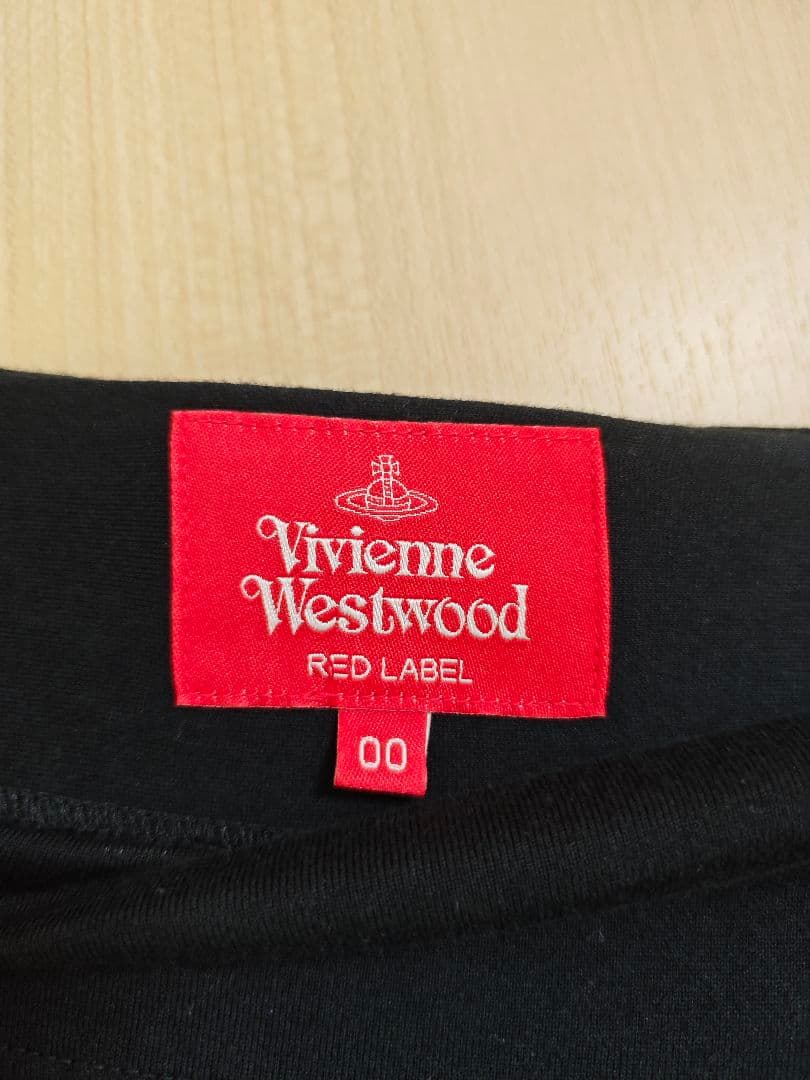 Vivienne
Westwood
RED LABEL
00